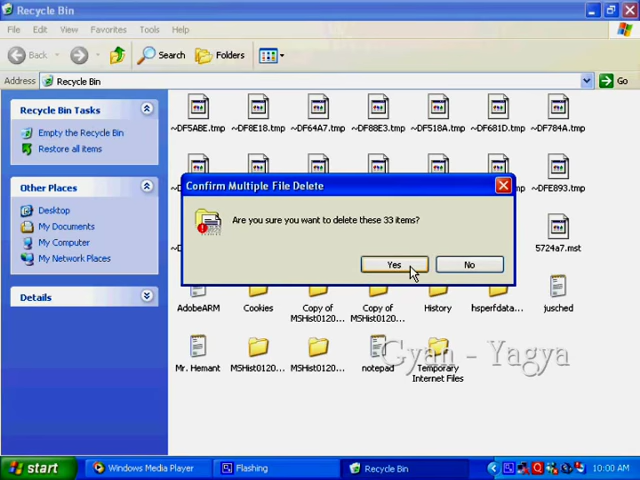 Recycle Bin
File Edit View Favorites Tools Help
Back Search Folders
Address Recycle Bin Go
Recycle Bin Tasks
Empty the Recycle Bin
Restore all items
Other Places
Desktop
My Documents
My Computer
My Network Places
Details
~DF5ABE.tmp ~DF8E18.tmp ~DF64A7.tmp ~DF88E3.tmp ~DF518A.tmp ~DF681D.tmp ~DF784A.tmp
~DFE893.tmp
5724a7.mst
Confirm Multiple File Delete
Are you sure you want to delete these 33 items?
Yes No
AdobeARM Cookies Copy of MSHist0120... Copy of MSHist0120... History hsperfdata... jusched
Mr. Hemant MSHist0120... MSHist0120... notepad Temporary Internet Files
Gyan - Yagya
start Windows Media Player Flashing Recycle Bin 10:00 AM